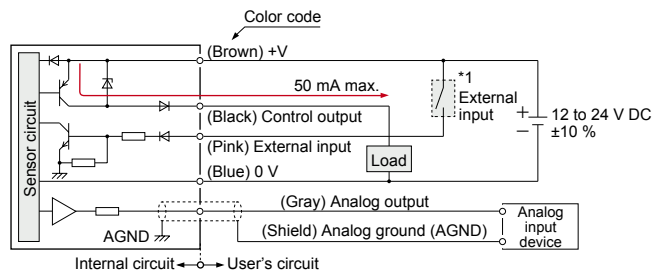 Color code
(Brown) +V
50 mA max.
*1
External
input
12 to 24 V DC
±10 %
+
−
(Black) Control output
(Pink) External input
Load
(Blue) 0 V
Sensor circuit
(Gray) Analog output
Analog
input
device
AGND
(Shield) Analog ground (AGND)
Internal circuit
User's circuit